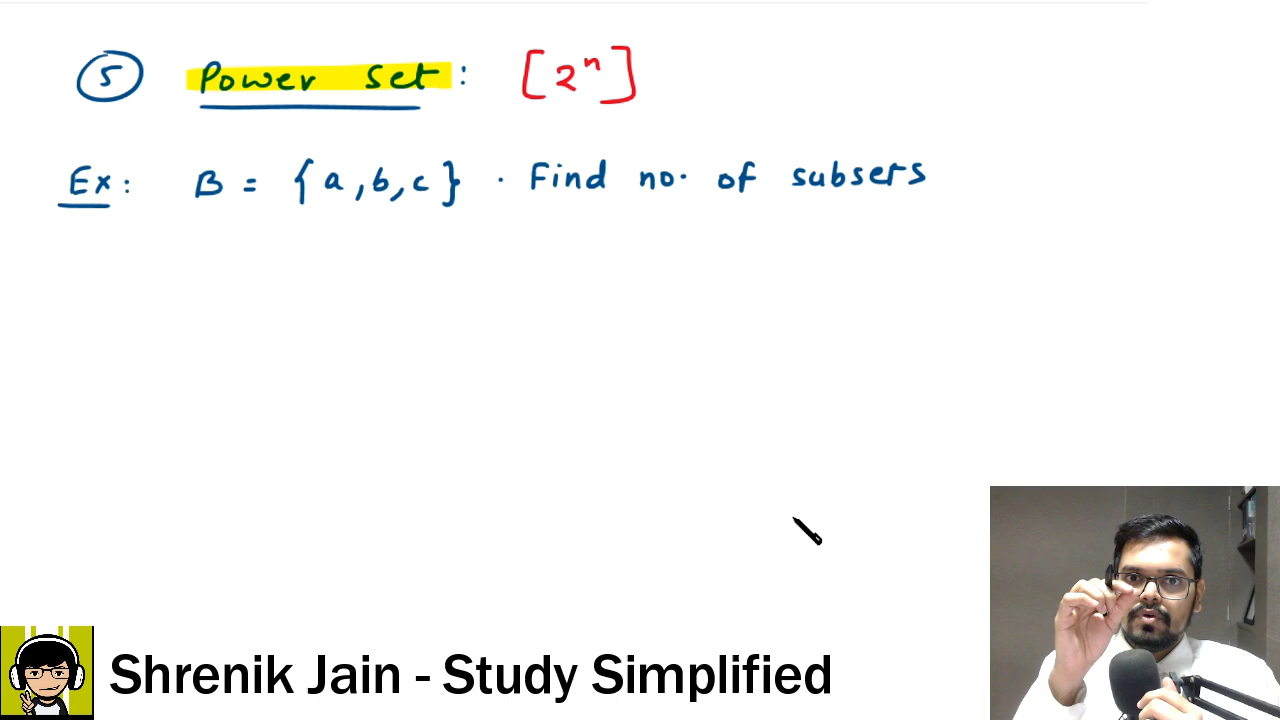 5 Power set : [2ⁿ]
Ex : B = {a, b, c} . Find no. of subsers
Shrenik Jain - Study Simplified